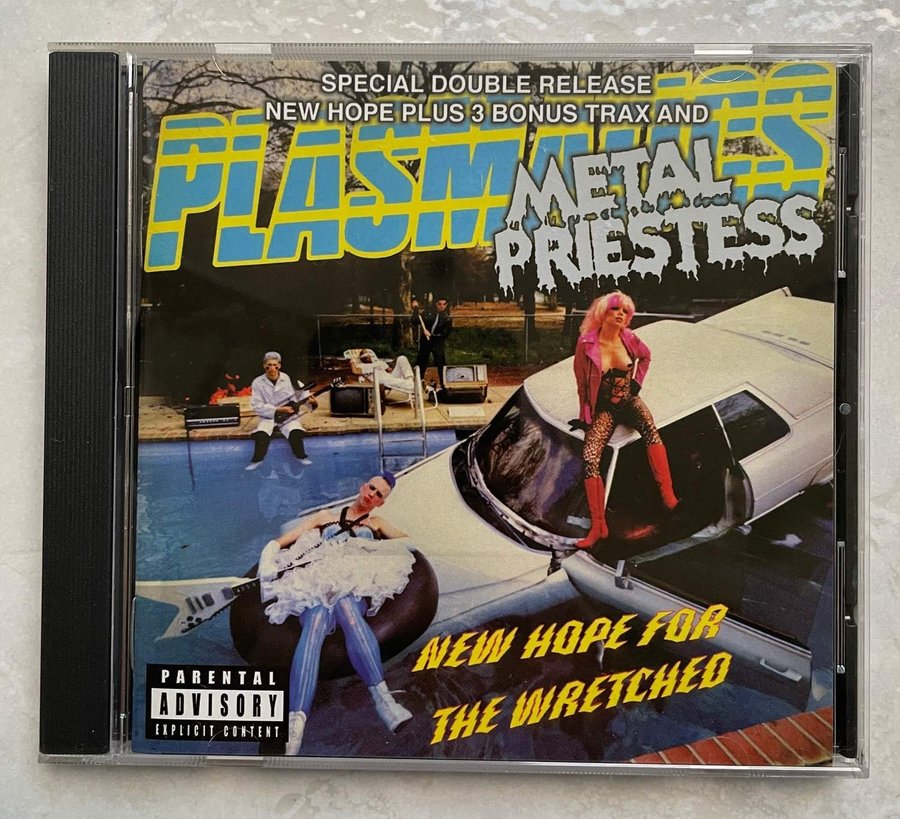 SPECIAL DOUBLE RELEASE
NEW HOPE PLUS 3 BONUS TRAX AND
PLASMATICS
METAL
PRIESTESS
NEW HOPE FOR
THE WRETCHED
PARENTAL
ADVISORY
EXPLICIT CONTENT